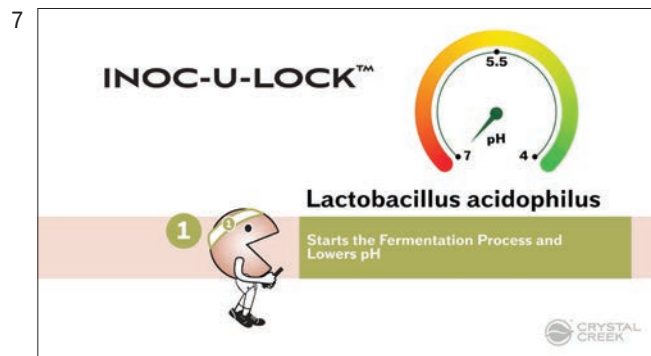 7
INOC-U-LOCK™
5.5
pH
7
4
Lactobacillus acidophilus
1
1
Starts the Fermentation Process and
Lowers pH
CRYSTAL
CREEK